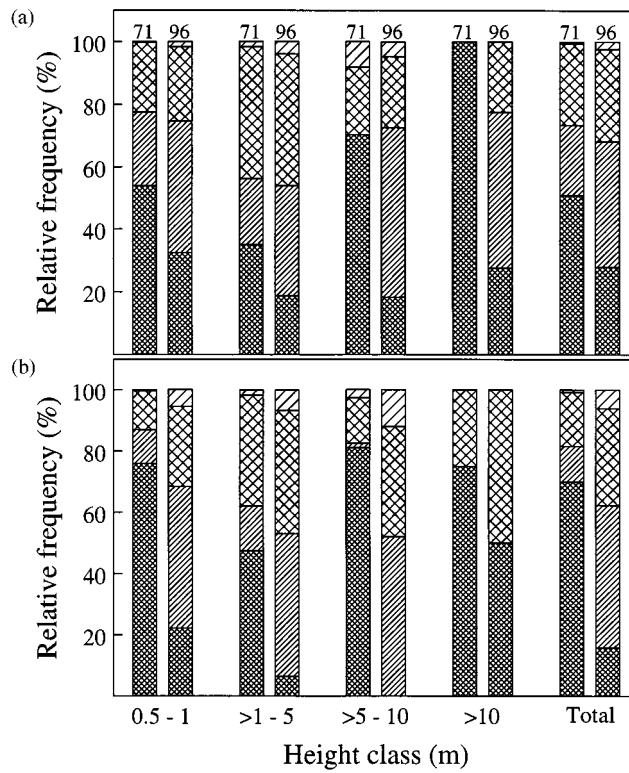 (a)
71 96 71 96 71 96 71 96 71 96
100
80
60
40
20
Relative frequency (%)
(b)
100
80
60
40
20
Relative frequency (%)
0.5 - 1 >1 - 5 >5 - 10 >10 Total
Height class (m)